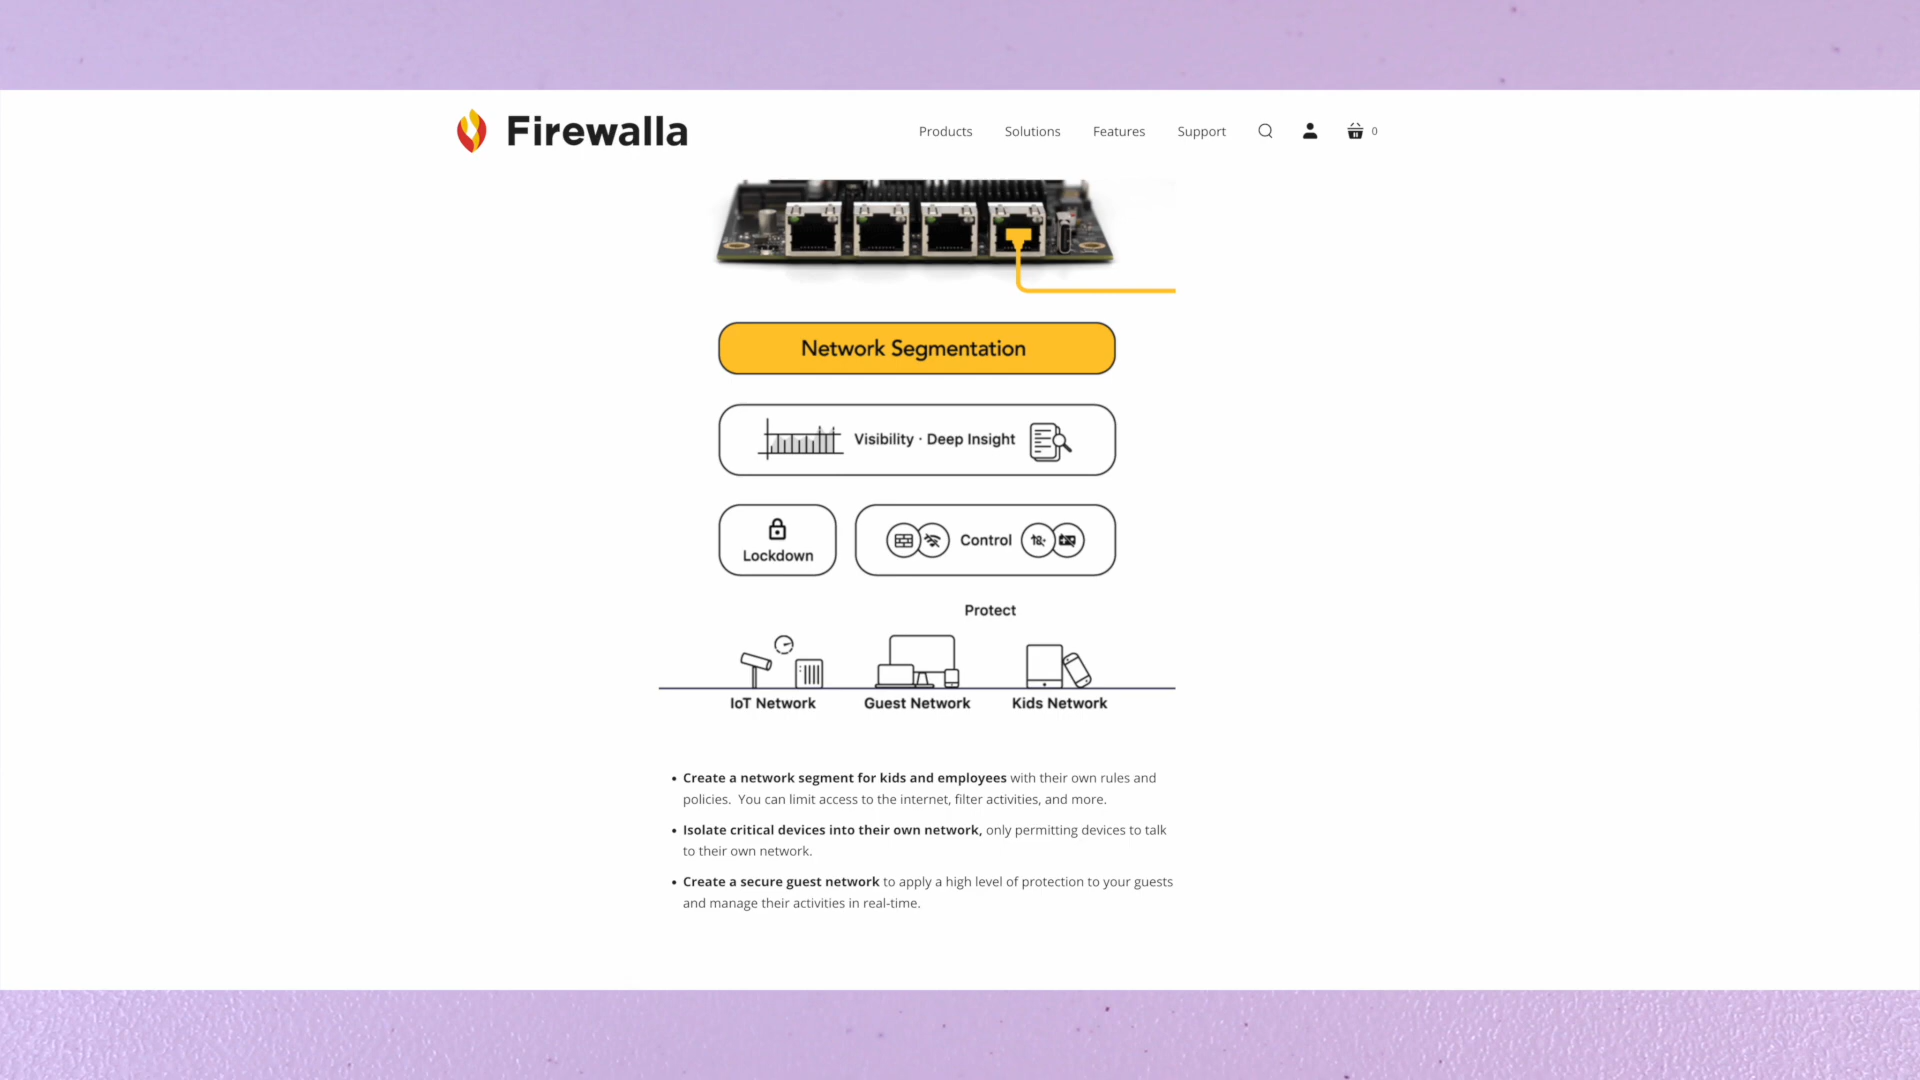 Firewalla
Products Solutions Features Support 0
Network Segmentation
Visibility · Deep Insight
Lockdown
Control 18+
Protect
IoT Network Guest Network Kids Network
• Create a network segment for kids and employees with their own rules and
policies. You can limit access to the internet, filter activities, and more.
• Isolate critical devices into their own network, only permitting devices to talk
to their own network.
• Create a secure guest network to apply a high level of protection to your guests
and manage their activities in real-time.